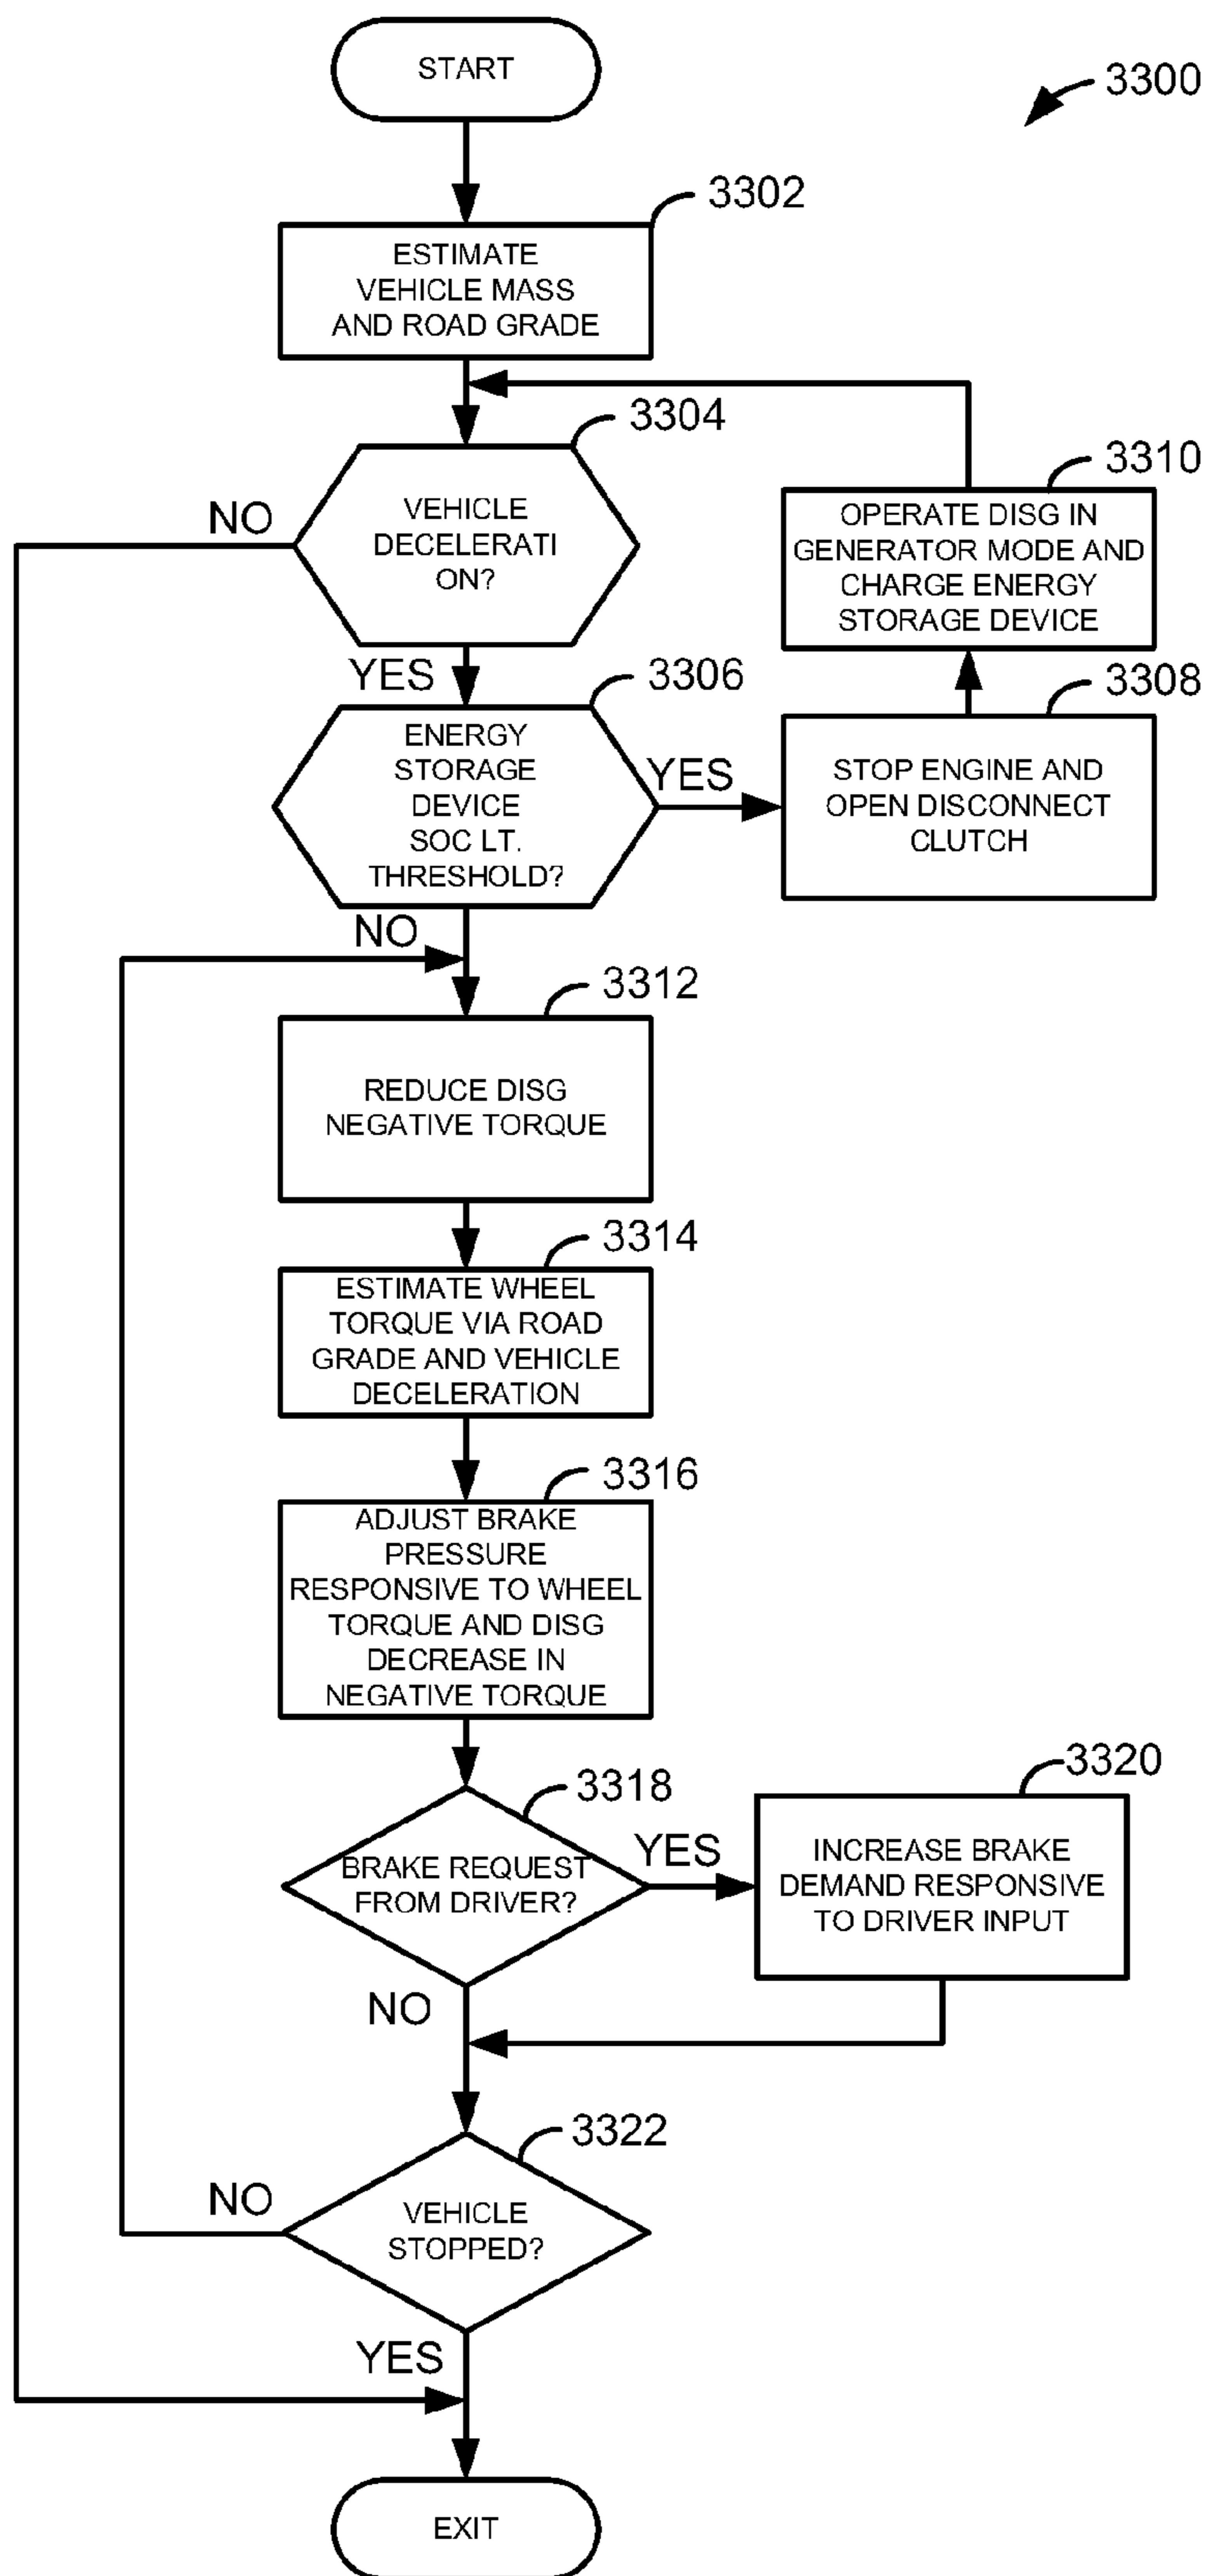 START
3300
3302
ESTIMATE
VEHICLE MASS
AND ROAD GRADE
3304
VEHICLE
DECELERATI
ON?
NO
YES
3310
OPERATE DISG IN
GENERATOR MODE AND
CHARGE ENERGY
STORAGE DEVICE
3306
ENERGY
STORAGE
DEVICE
SOC LT.
THRESHOLD?
YES
NO
3308
STOP ENGINE AND
OPEN DISCONNECT
CLUTCH
3312
REDUCE DISG
NEGATIVE TORQUE
3314
ESTIMATE WHEEL
TORQUE VIA ROAD
GRADE AND VEHICLE
DECELERATION
3316
ADJUST BRAKE
PRESSURE
RESPONSIVE TO WHEEL
TORQUE AND DISG
DECREASE IN
NEGATIVE TORQUE
3318
BRAKE REQUEST
FROM DRIVER?
YES
NO
3320
INCREASE BRAKE
DEMAND RESPONSIVE
TO DRIVER INPUT
3322
VEHICLE
STOPPED?
NO
YES
EXIT